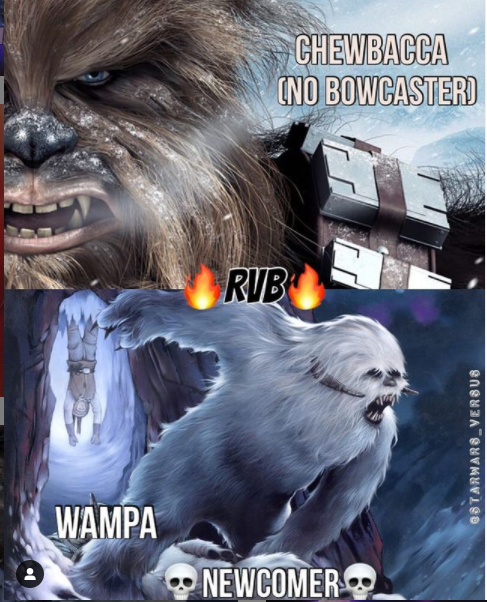 CHEWBACCA
(NO BOWCASTER)
RVB
@STARWARS_VERSUS
WAMPA
NEWCOMER